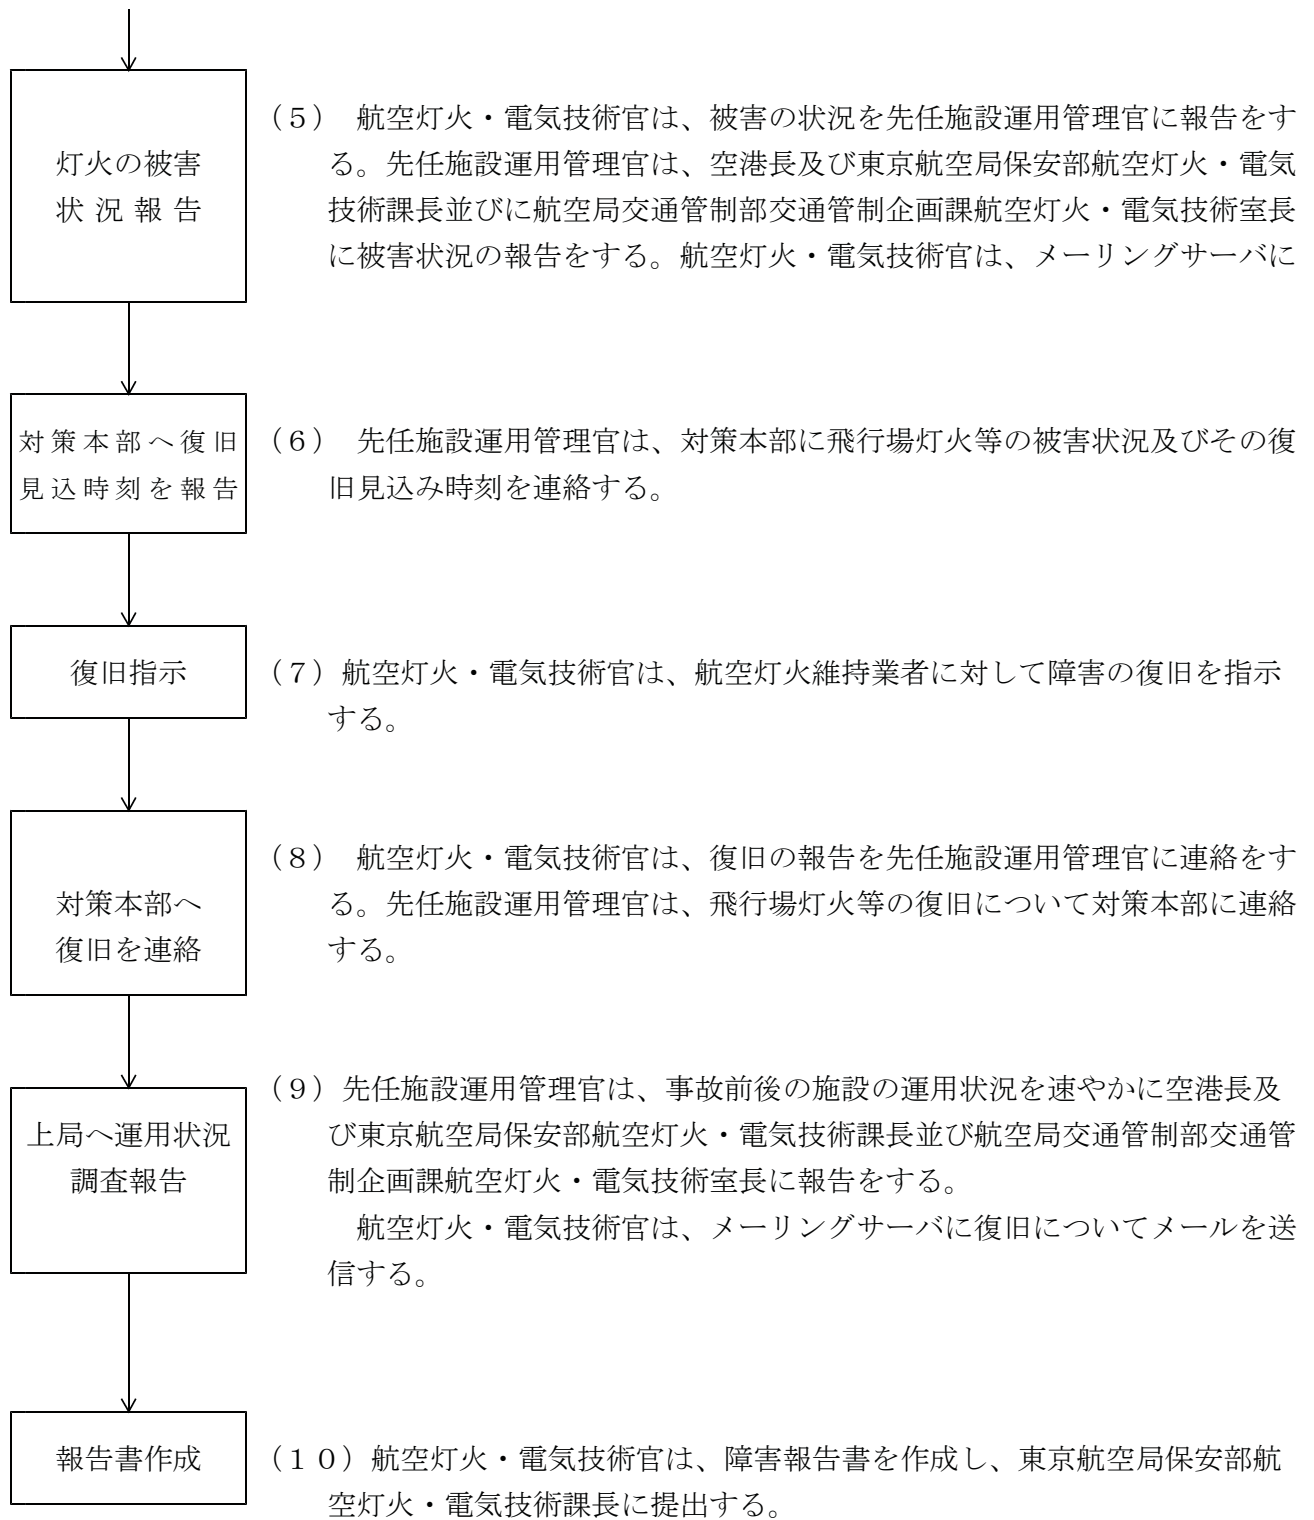 灯火の被害
状況報告
（５）　航空灯火・電気技術官は、被害の状況を先任施設運用管理官に報告をす
る。先任施設運用管理官は、空港長及び東京航空局保安部航空灯火・電気
技術課長並びに航空局交通管制部交通管制企画課航空灯火・電気技術室長
に被害状況の報告をする。航空灯火・電気技術官は、メーリングサーバに
対策本部へ復旧
見込時刻を報告
（６）　先任施設運用管理官は、対策本部に飛行場灯火等の被害状況及びその復
旧見込み時刻を連絡する。
復旧指示
（７）航空灯火・電気技術官は、航空灯火維持業者に対して障害の復旧を指示
する。
対策本部へ
復旧を連絡
（８）　航空灯火・電気技術官は、復旧の報告を先任施設運用管理官に連絡をす
る。先任施設運用管理官は、飛行場灯火等の復旧について対策本部に連絡
する。
上局へ運用状況
調査報告
（９）先任施設運用管理官は、事故前後の施設の運用状況を速やかに空港長及
び東京航空局保安部航空灯火・電気技術課長並び航空局交通管制部交通管
制企画課航空灯火・電気技術室長に報告をする。
航空灯火・電気技術官は、メーリングサーバに復旧についてメールを送
信する。
報告書作成
（１０）航空灯火・電気技術官は、障害報告書を作成し、東京航空局保安部航
空灯火・電気技術課長に提出する。